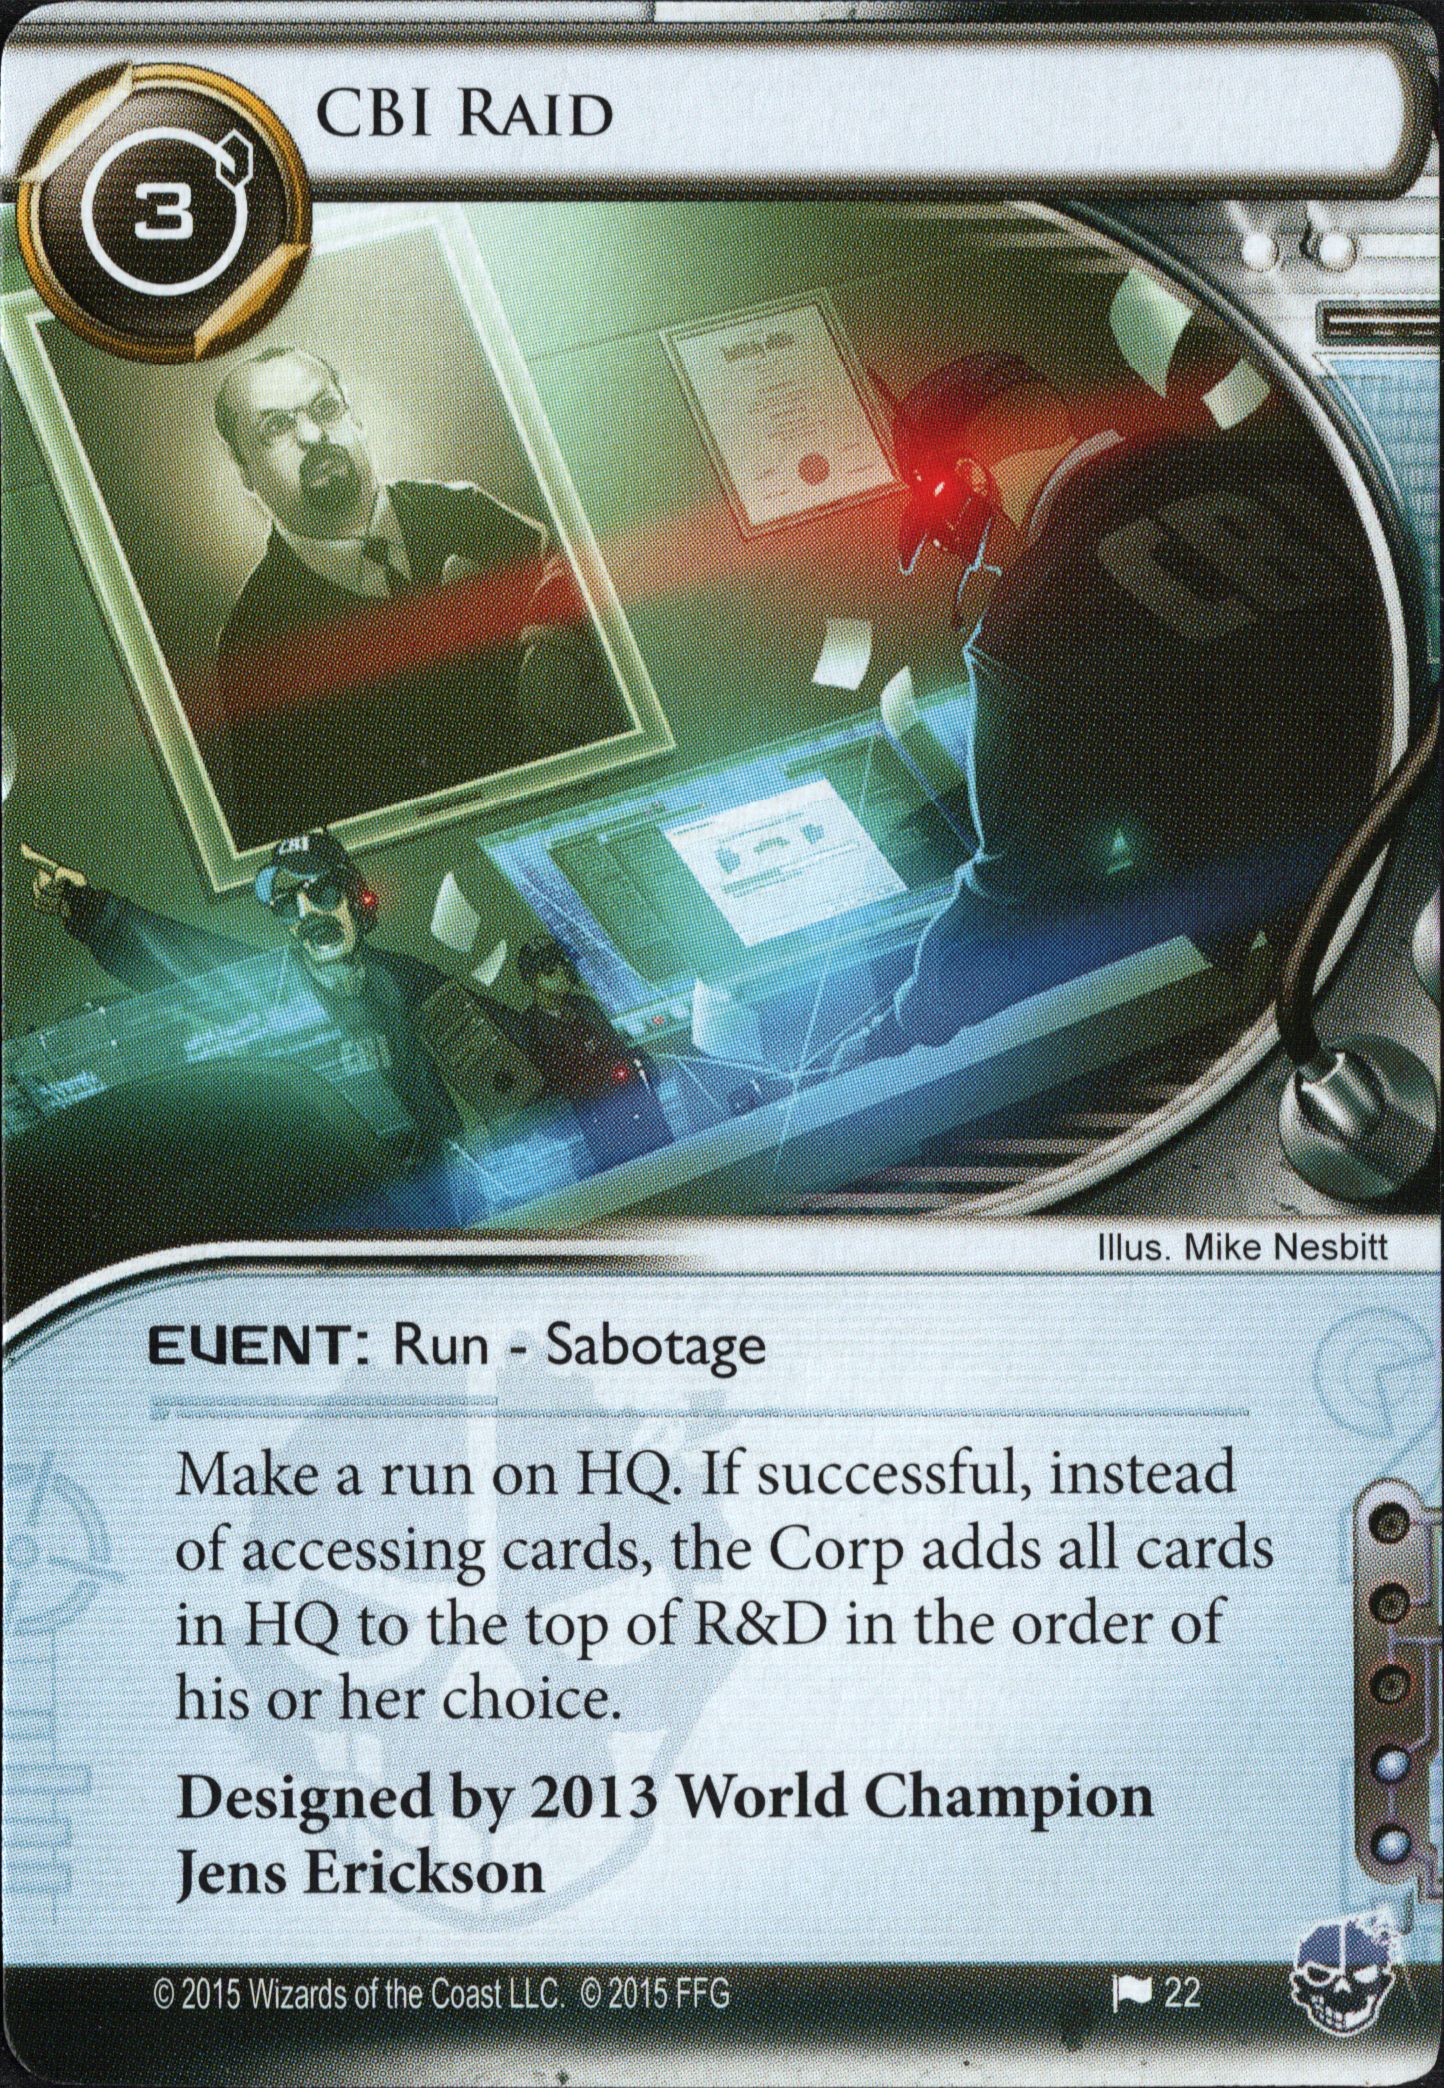 CBI RAID
3
CBI
CBI
Illus. Mike Nesbitt
EVENT: Run - Sabotage
Make a run on HQ. If successful, instead
of accessing cards, the Corp adds all cards
in HQ to the top of R&D in the order of
his or her choice.
Designed by 2013 World Champion
Jens Erickson
© 2015 Wizards of the Coast LLC. © 2015 FFG
22